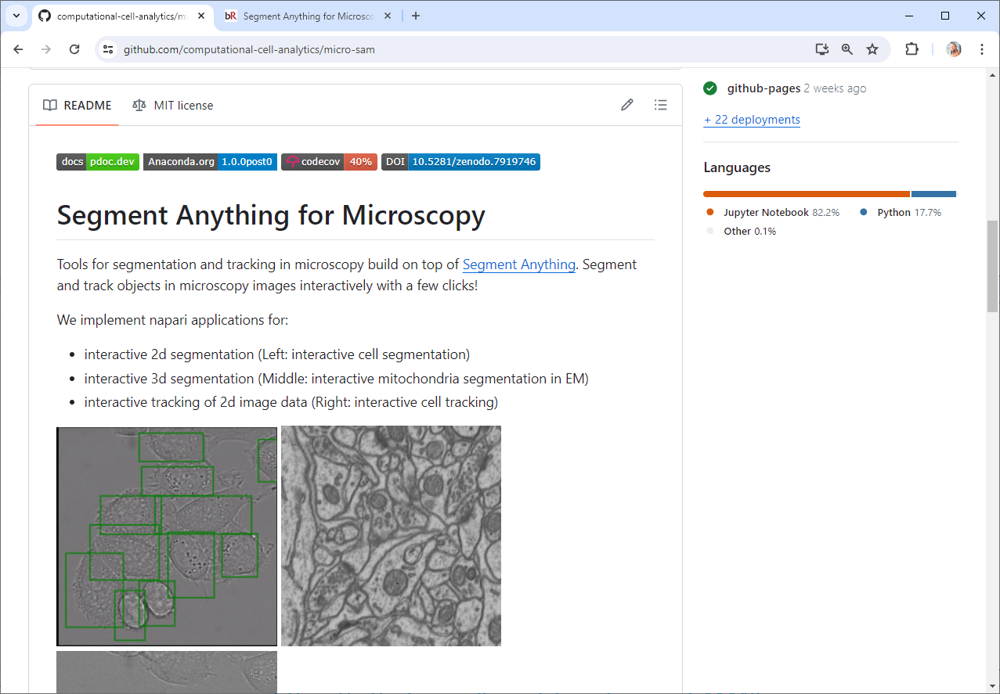 computational-cell-analytics/mi
bR Segment Anything for Microsco
github.com/computational-cell-analytics/micro-sam
README
MIT license
github-pages 2 weeks ago
+ 22 deployments
docs pdoc.dev Anaconda.org 1.0.0post0 codecov 40% DOI 10.5281/zenodo.7919746
Languages
Jupyter Notebook 82.2% Python 17.7%
Other 0.1%
Segment Anything for Microscopy
Tools for segmentation and tracking in microscopy build on top of Segment Anything. Segment
and track objects in microscopy images interactively with a few clicks!
We implement napari applications for:
• interactive 2d segmentation (Left: interactive cell segmentation)
• interactive 3d segmentation (Middle: interactive mitochondria segmentation in EM)
• interactive tracking of 2d image data (Right: interactive cell tracking)